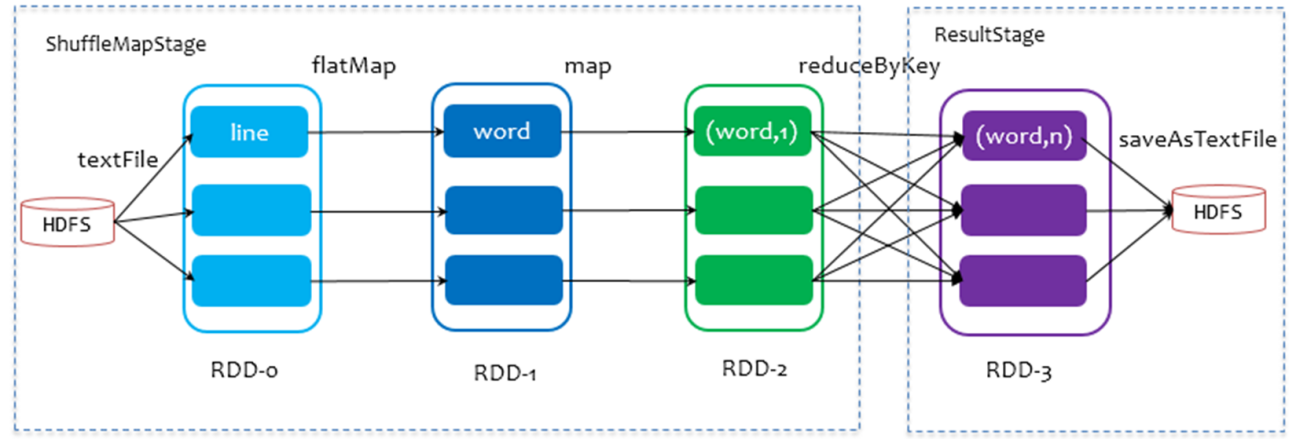 ShuffleMapStage
ResultStage
flatMap
map
reduceByKey
line
word
(word,1)
(word,n)
textFile
saveAsTextFile
HDFS
HDFS
RDD-0
RDD-1
RDD-2
RDD-3